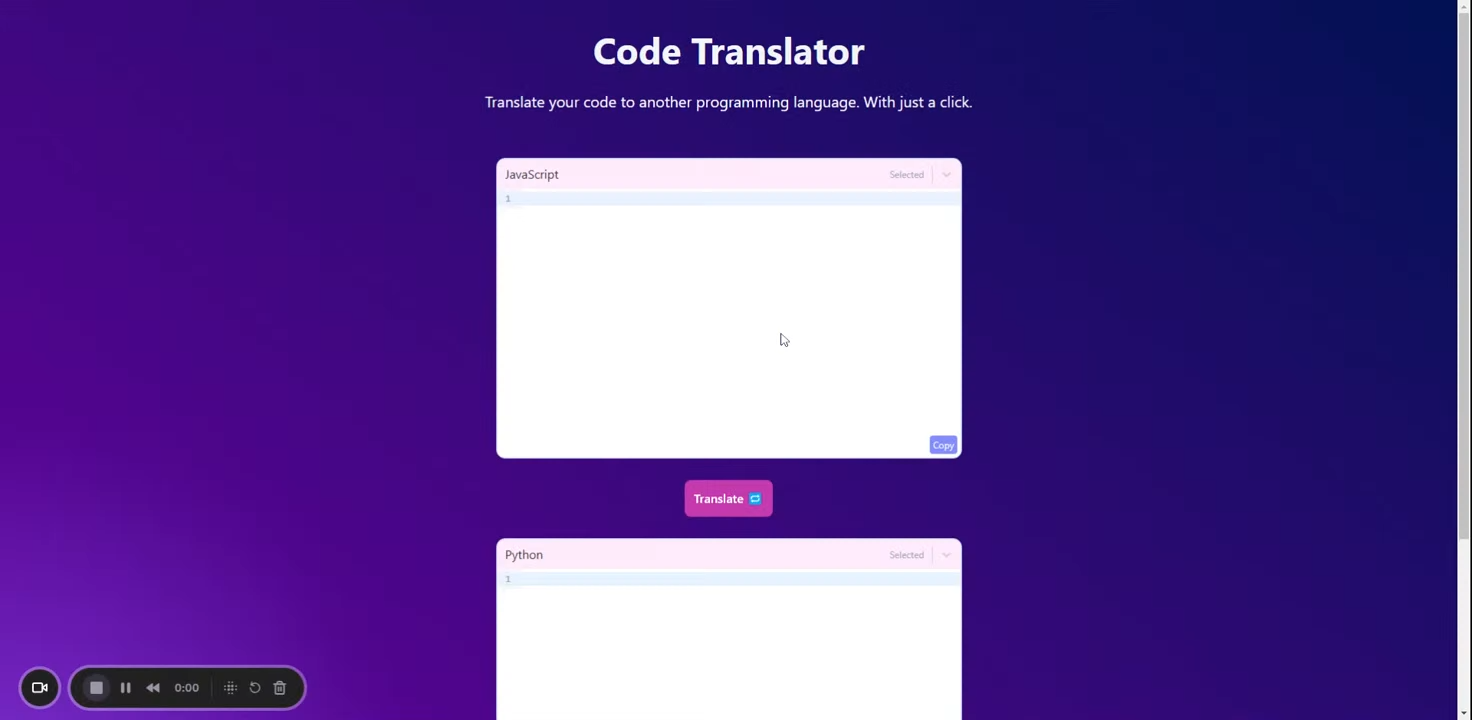 Code Translator
Translate your code to another programming language. With just a click.
JavaScript Selected
1
Copy
Translate
Python Selected
1
0:00